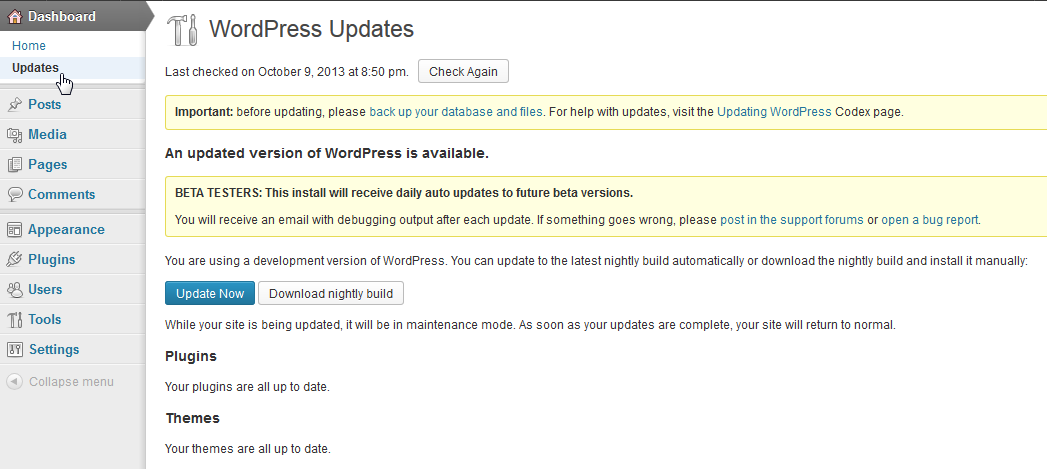 Dashboard
Home
Updates
Posts
Media
Pages
Comments
Appearance
Plugins
Users
Tools
Settings
Collapse menu
WordPress Updates
Last checked on October 9, 2013 at 8:50 pm. Check Again
Important: before updating, please back up your database and files. For help with updates, visit the Updating WordPress Codex page.
An updated version of WordPress is available.
BETA TESTERS: This install will receive daily auto updates to future beta versions.
You will receive an email with debugging output after each update. If something goes wrong, please post in the support forums or open a bug report.
You are using a development version of WordPress. You can update to the latest nightly build automatically or download the nightly build and install it manually:
Update Now Download nightly build
While your site is being updated, it will be in maintenance mode. As soon as your updates are complete, your site will return to normal.
Plugins
Your plugins are all up to date.
Themes
Your themes are all up to date.